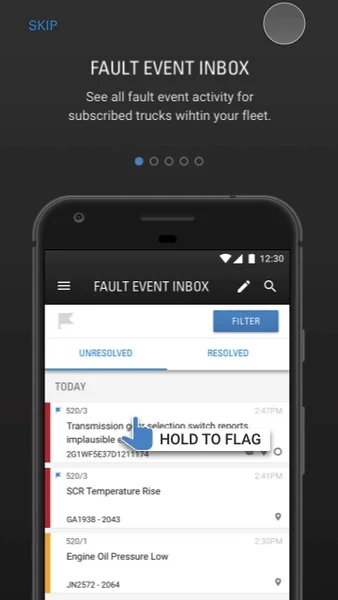 SKIP
FAULT EVENT INBOX
See all fault event activity for
subscribed trucks wihtin your fleet.
12:30
FAULT EVENT INBOX
FILTER
UNRESOLVED
RESOLVED
TODAY
520/3
2:47PM
Transmission selection switch reports
implausible
HOLD TO FLAG
2G1WF5E37D1211174
520/3
2:41PM
SCR Temperature Rise
GA1938 - 2043
520/1
2:30PM
Engine Oil Pressure Low
JN2572 - 2064